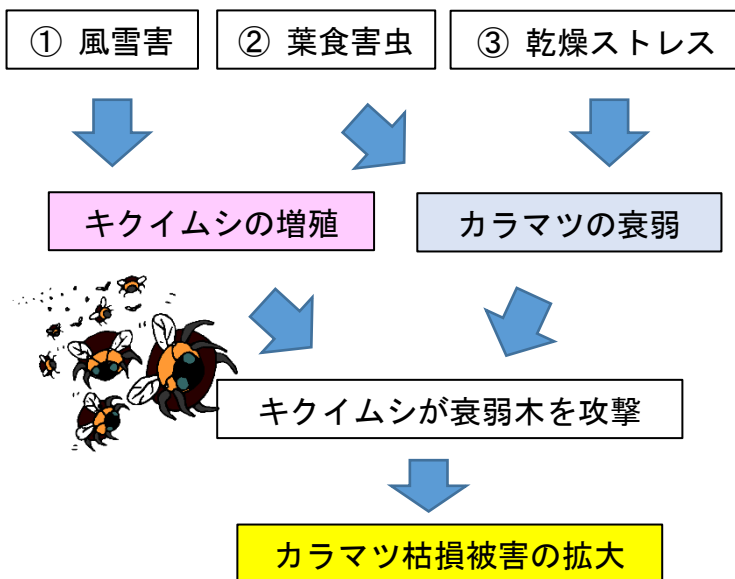 ① 風雪害
② 葉食害虫
③ 乾燥ストレス
キクイムシの増殖
カラマツの衰弱
キクイムシが衰弱木を攻撃
カラマツ枯損被害の拡大